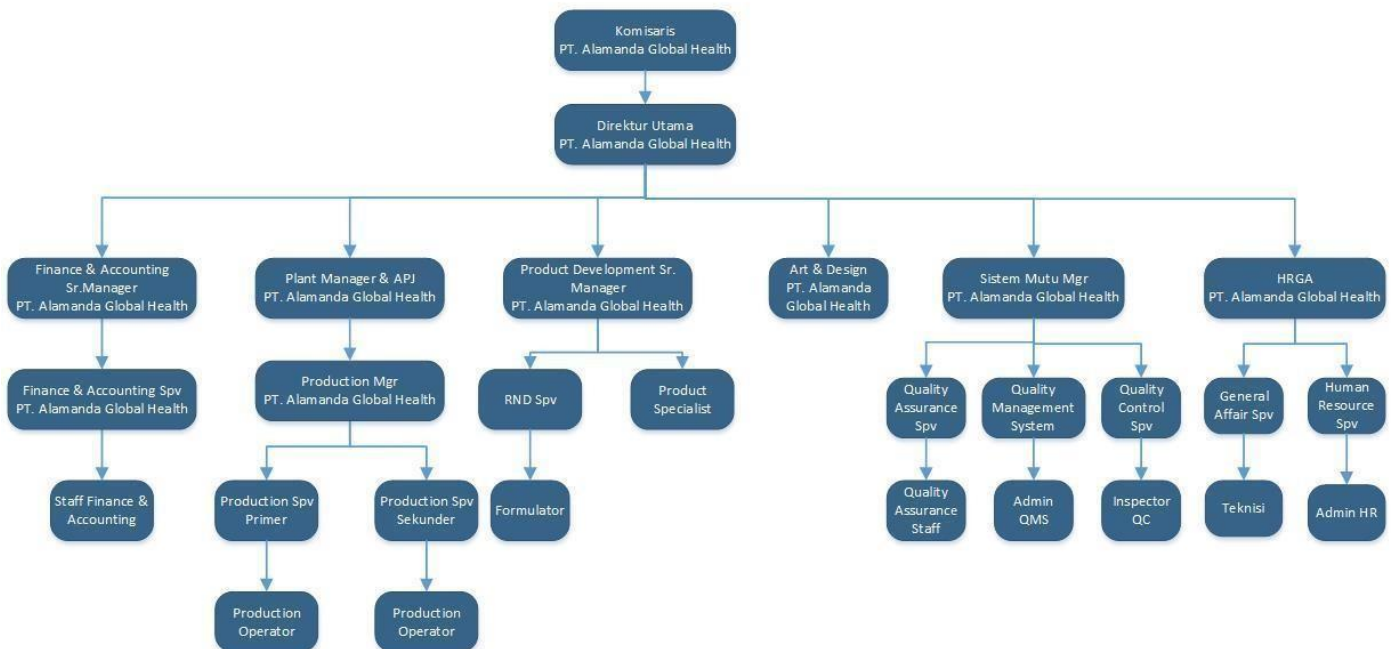 Komisaris
PT. Alamanda Global Health
Direktur Utama
PT. Alamanda Global Health
Finance & Accounting
Sr.Manager
PT. Alamanda Global Health
Plant Manager & APJ
PT. Alamanda Global Health
Product Development Sr.
Manager
PT. Alamanda Global Health
Art & Design
PT. Alamanda
Global Health
Sistem Mutu Mgr
PT. Alamanda Global Health
HRGA
PT. Alamanda Global Health
Finance & Accounting Spv
PT. Alamanda Global Health
Production Mgr
PT. Alamanda Global Health
RND Spv
Product
Specialist
Quality
Assurance
Spv
Quality
Management
System
Quality
Control
Spv
General
Affair Spv
Human
Resource
Spv
Staff Finance &
Accounting
Production Spv
Primer
Production Spv
Sekunder
Formulator
Quality
Assurance
Staff
Admin
QMS
Inspector
QC
Teknisi
Admin HR
Production
Operator
Production
Operator